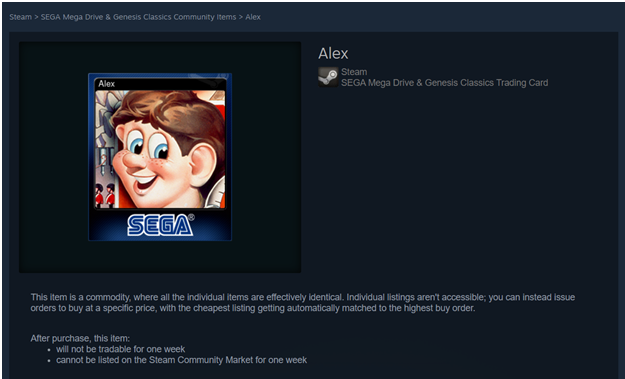 Steam > SEGA Mega Drive & Genesis Classics Community Items > Alex
Alex
Steam
SEGA Mega Drive & Genesis Classics Trading Card
Alex
SEGA®
This item is a commodity, where all the individual items are effectively identical. Individual listings aren't accessible; you can instead issue
orders to buy at a specific price, with the cheapest listing getting automatically matched to the highest buy order.
After purchase, this item:
• will not be tradable for one week
• cannot be listed on the Steam Community Market for one week